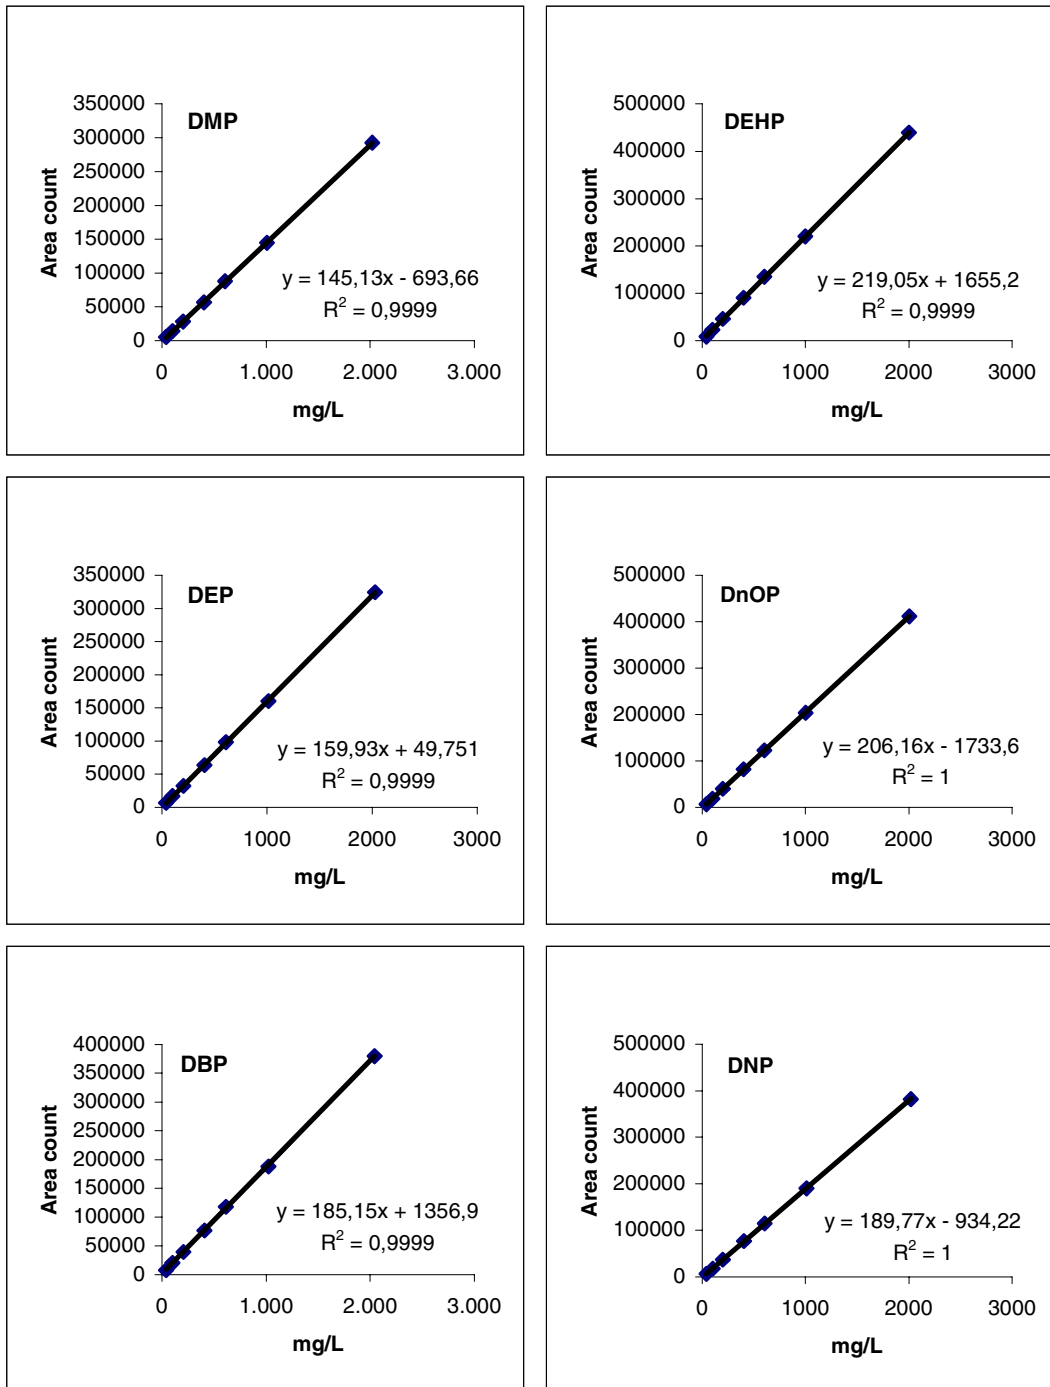 DMP
Area count
350000
300000
250000
200000
150000
100000
50000
0
y = 145,13x - 693,66
R² = 0,9999
0 1.000 2.000 3.000
mg/L
DEHP
Area count
500000
400000
300000
200000
100000
0
y = 219,05x + 1655,2
R² = 0,9999
0 1000 2000 3000
mg/L
DEP
Area count
350000
300000
250000
200000
150000
100000
50000
0
y = 159,93x + 49,751
R² = 0,9999
0 1000 2000 3000
mg/L
DnOP
Area count
500000
400000
300000
200000
100000
0
y = 206,16x - 1733,6
R² = 1
0 1000 2000 3000
mg/L
DBP
Area count
400000
350000
300000
250000
200000
150000
100000
50000
0
y = 185,15x + 1356,9
R² = 0,9999
0 1.000 2.000 3.000
mg/L
DNP
Area count
500000
400000
300000
200000
100000
0
y = 189,77x - 934,22
R² = 1
0 1000 2000 3000
mg/L